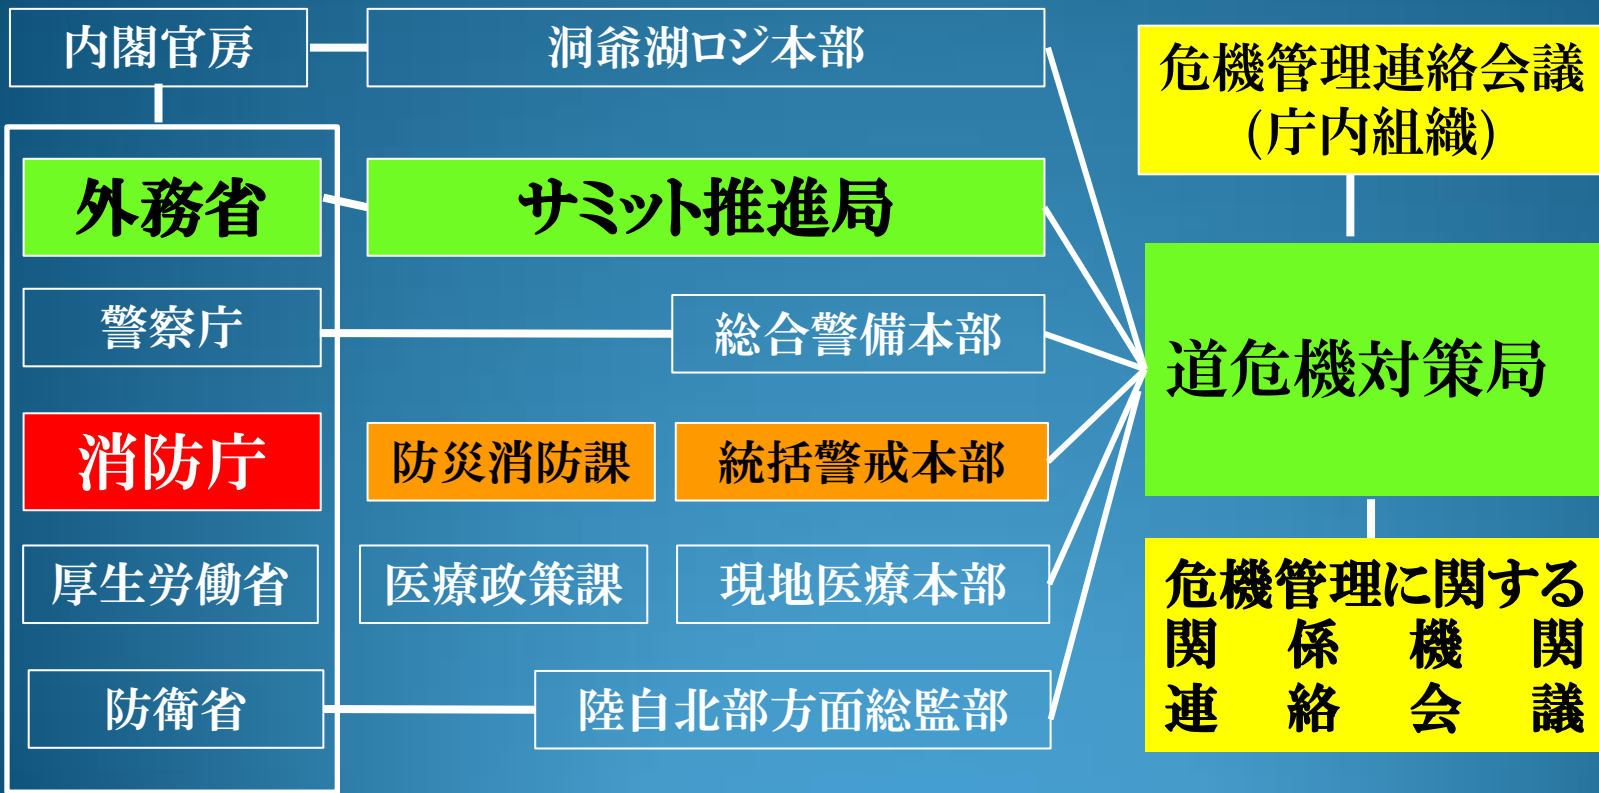 内閣官房
洞爺湖ロジ本部
危機管理連絡会議
(庁内組織)
外務省
サミット推進局
警察庁
総合警備本部
道危機対策局
消防庁
防災消防課
統括警戒本部
厚生労働省
医療政策課
現地医療本部
危機管理に関する
関係機関
連絡会議
防衛省
陸自北部方面総監部